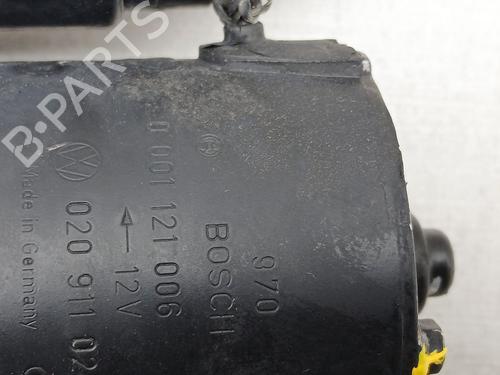 B-PARTS
970
BOSCH
0 001 121 006
12V
020 911 02
Made in Germany